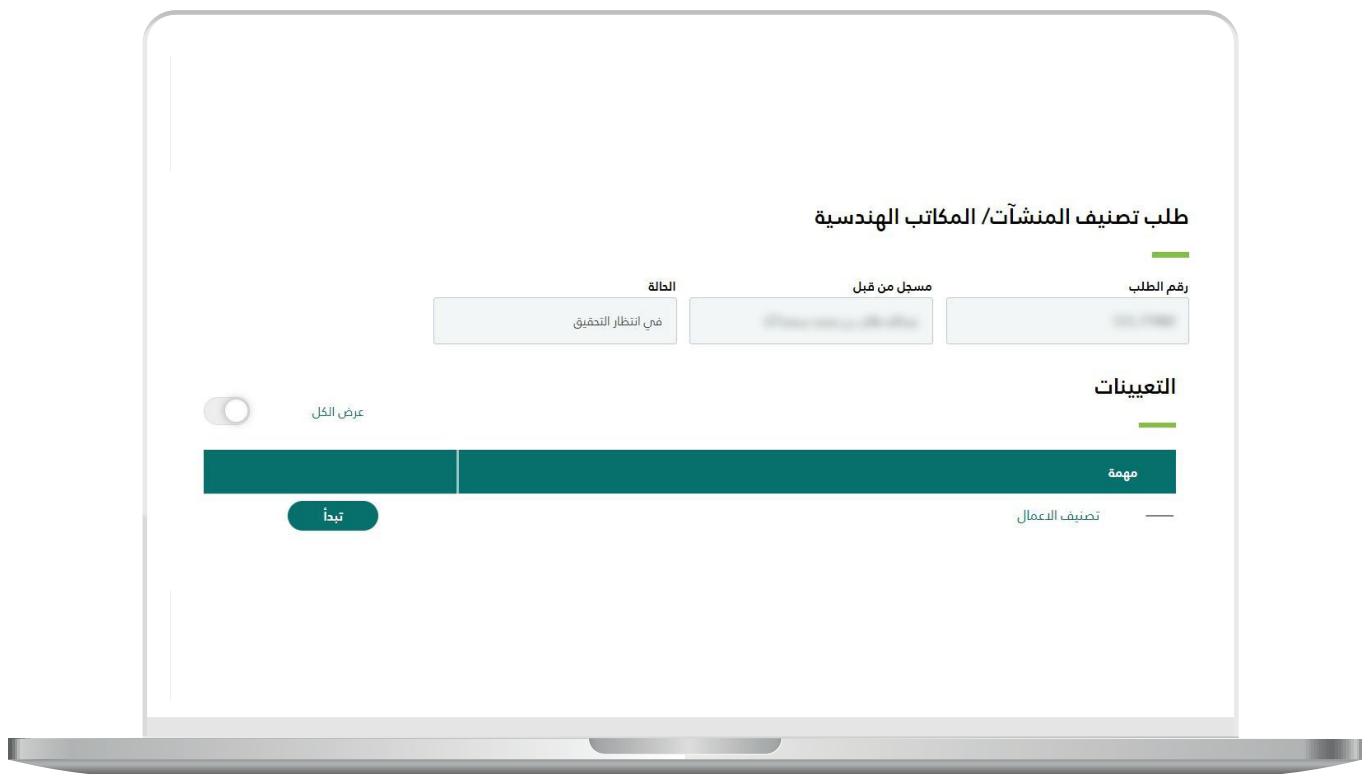 طلب تصنيف المنشآت/ المكاتب الهندسية
رقم الطلب
مسجل من قبل
الحالة
في انتظار التحقيق
التعيينات
عرض الكل
مهمة
تصنيف الاعمال
تبدأ